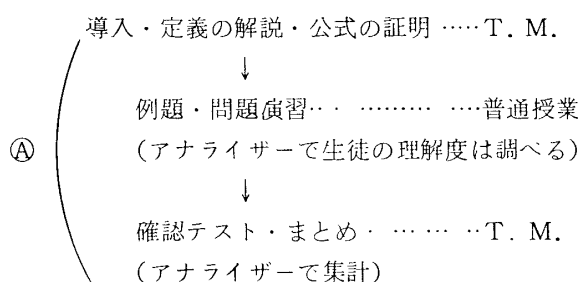 導入・定義の解説・公式の証明 ‥‥‥ T. M.
↓
例題・問題演習‥‥ ‥‥‥‥‥ ‥‥普通授業
Ⓐ
(アナライザーで生徒の理解度は調べる)
↓
確認テスト・まとめ‥ ‥‥ ‥‥ ‥‥T. M.
(アナライザーで集計)